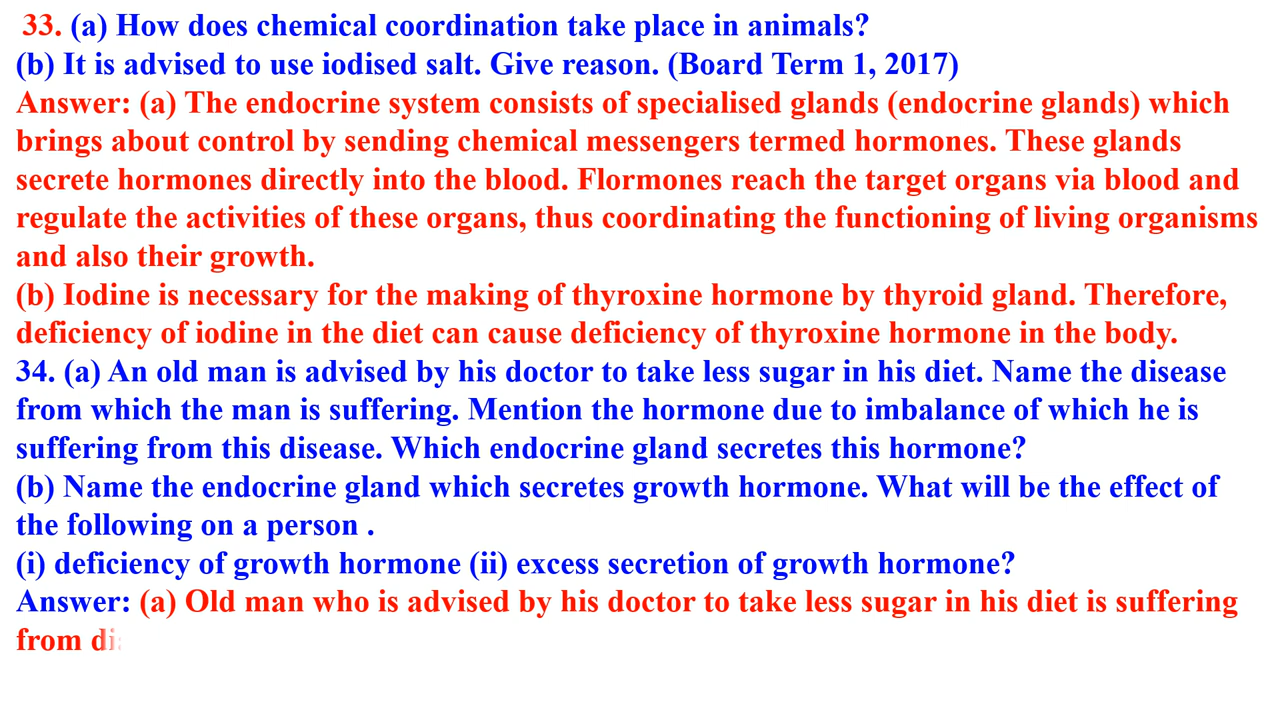 33. (a) How does chemical coordination take place in animals?
(b) It is advised to use iodised salt. Give reason. (Board Term 1, 2017)
Answer: (a) The endocrine system consists of specialised glands (endocrine glands) which
brings about control by sending chemical messengers termed hormones. These glands
secrete hormones directly into the blood. Flormones reach the target organs via blood and
regulate the activities of these organs, thus coordinating the functioning of living organisms
and also their growth.
(b) Iodine is necessary for the making of thyroxine hormone by thyroid gland. Therefore,
deficiency of iodine in the diet can cause deficiency of thyroxine hormone in the body.
34. (a) An old man is advised by his doctor to take less sugar in his diet. Name the disease
from which the man is suffering. Mention the hormone due to imbalance of which he is
suffering from this disease. Which endocrine gland secretes this hormone?
(b) Name the endocrine gland which secretes growth hormone. What will be the effect of
the following on a person .
(i) deficiency of growth hormone (ii) excess secretion of growth hormone?
Answer: (a) Old man who is advised by his doctor to take less sugar in his diet is suffering
from